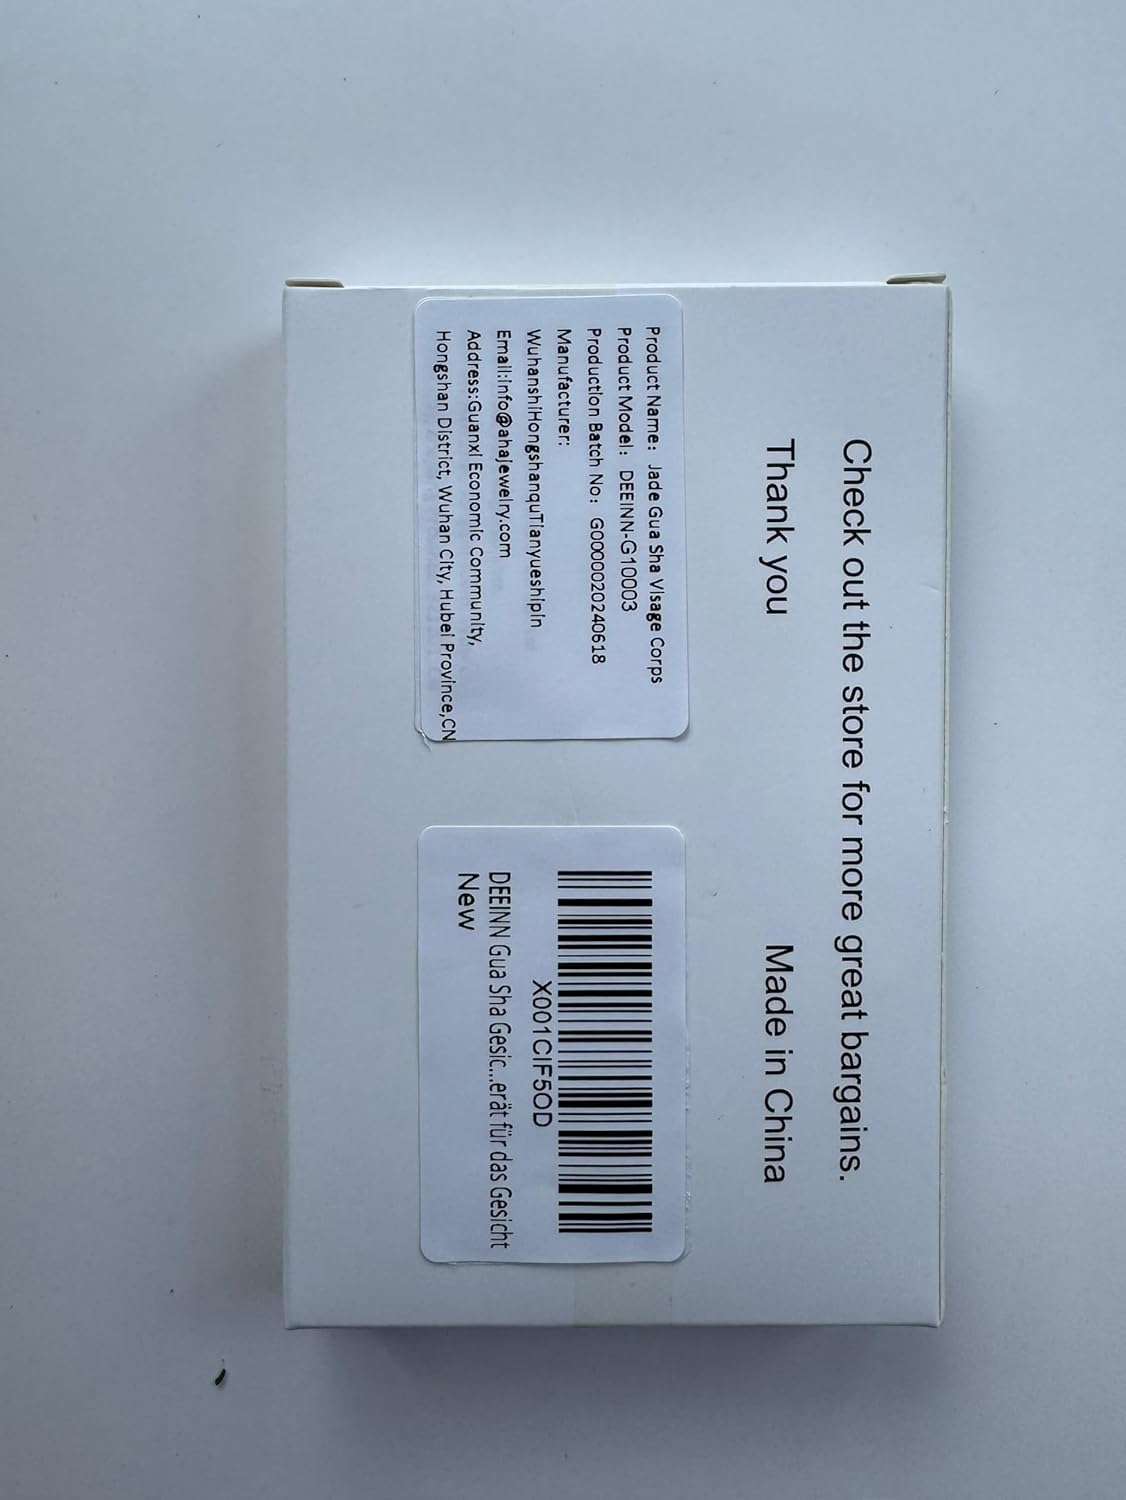 Check out the store for more great bargains.
Thank you
Made in China
Product Name: Jade Gua Sha Visage Corps
Product Model: DEEINN-G10003
Production Batch No: G0000020240618
Manufacturer:
WuhanshiHongshanquTianyueshipin
Email:info@ahajewelry.com
Address:Guanxi Economic Community,
Hongshan District, Wuhan City, Hubei Province,CN
X001CIF5OD
DEEINN Gua Sha Gesic...erät für das Gesicht
New